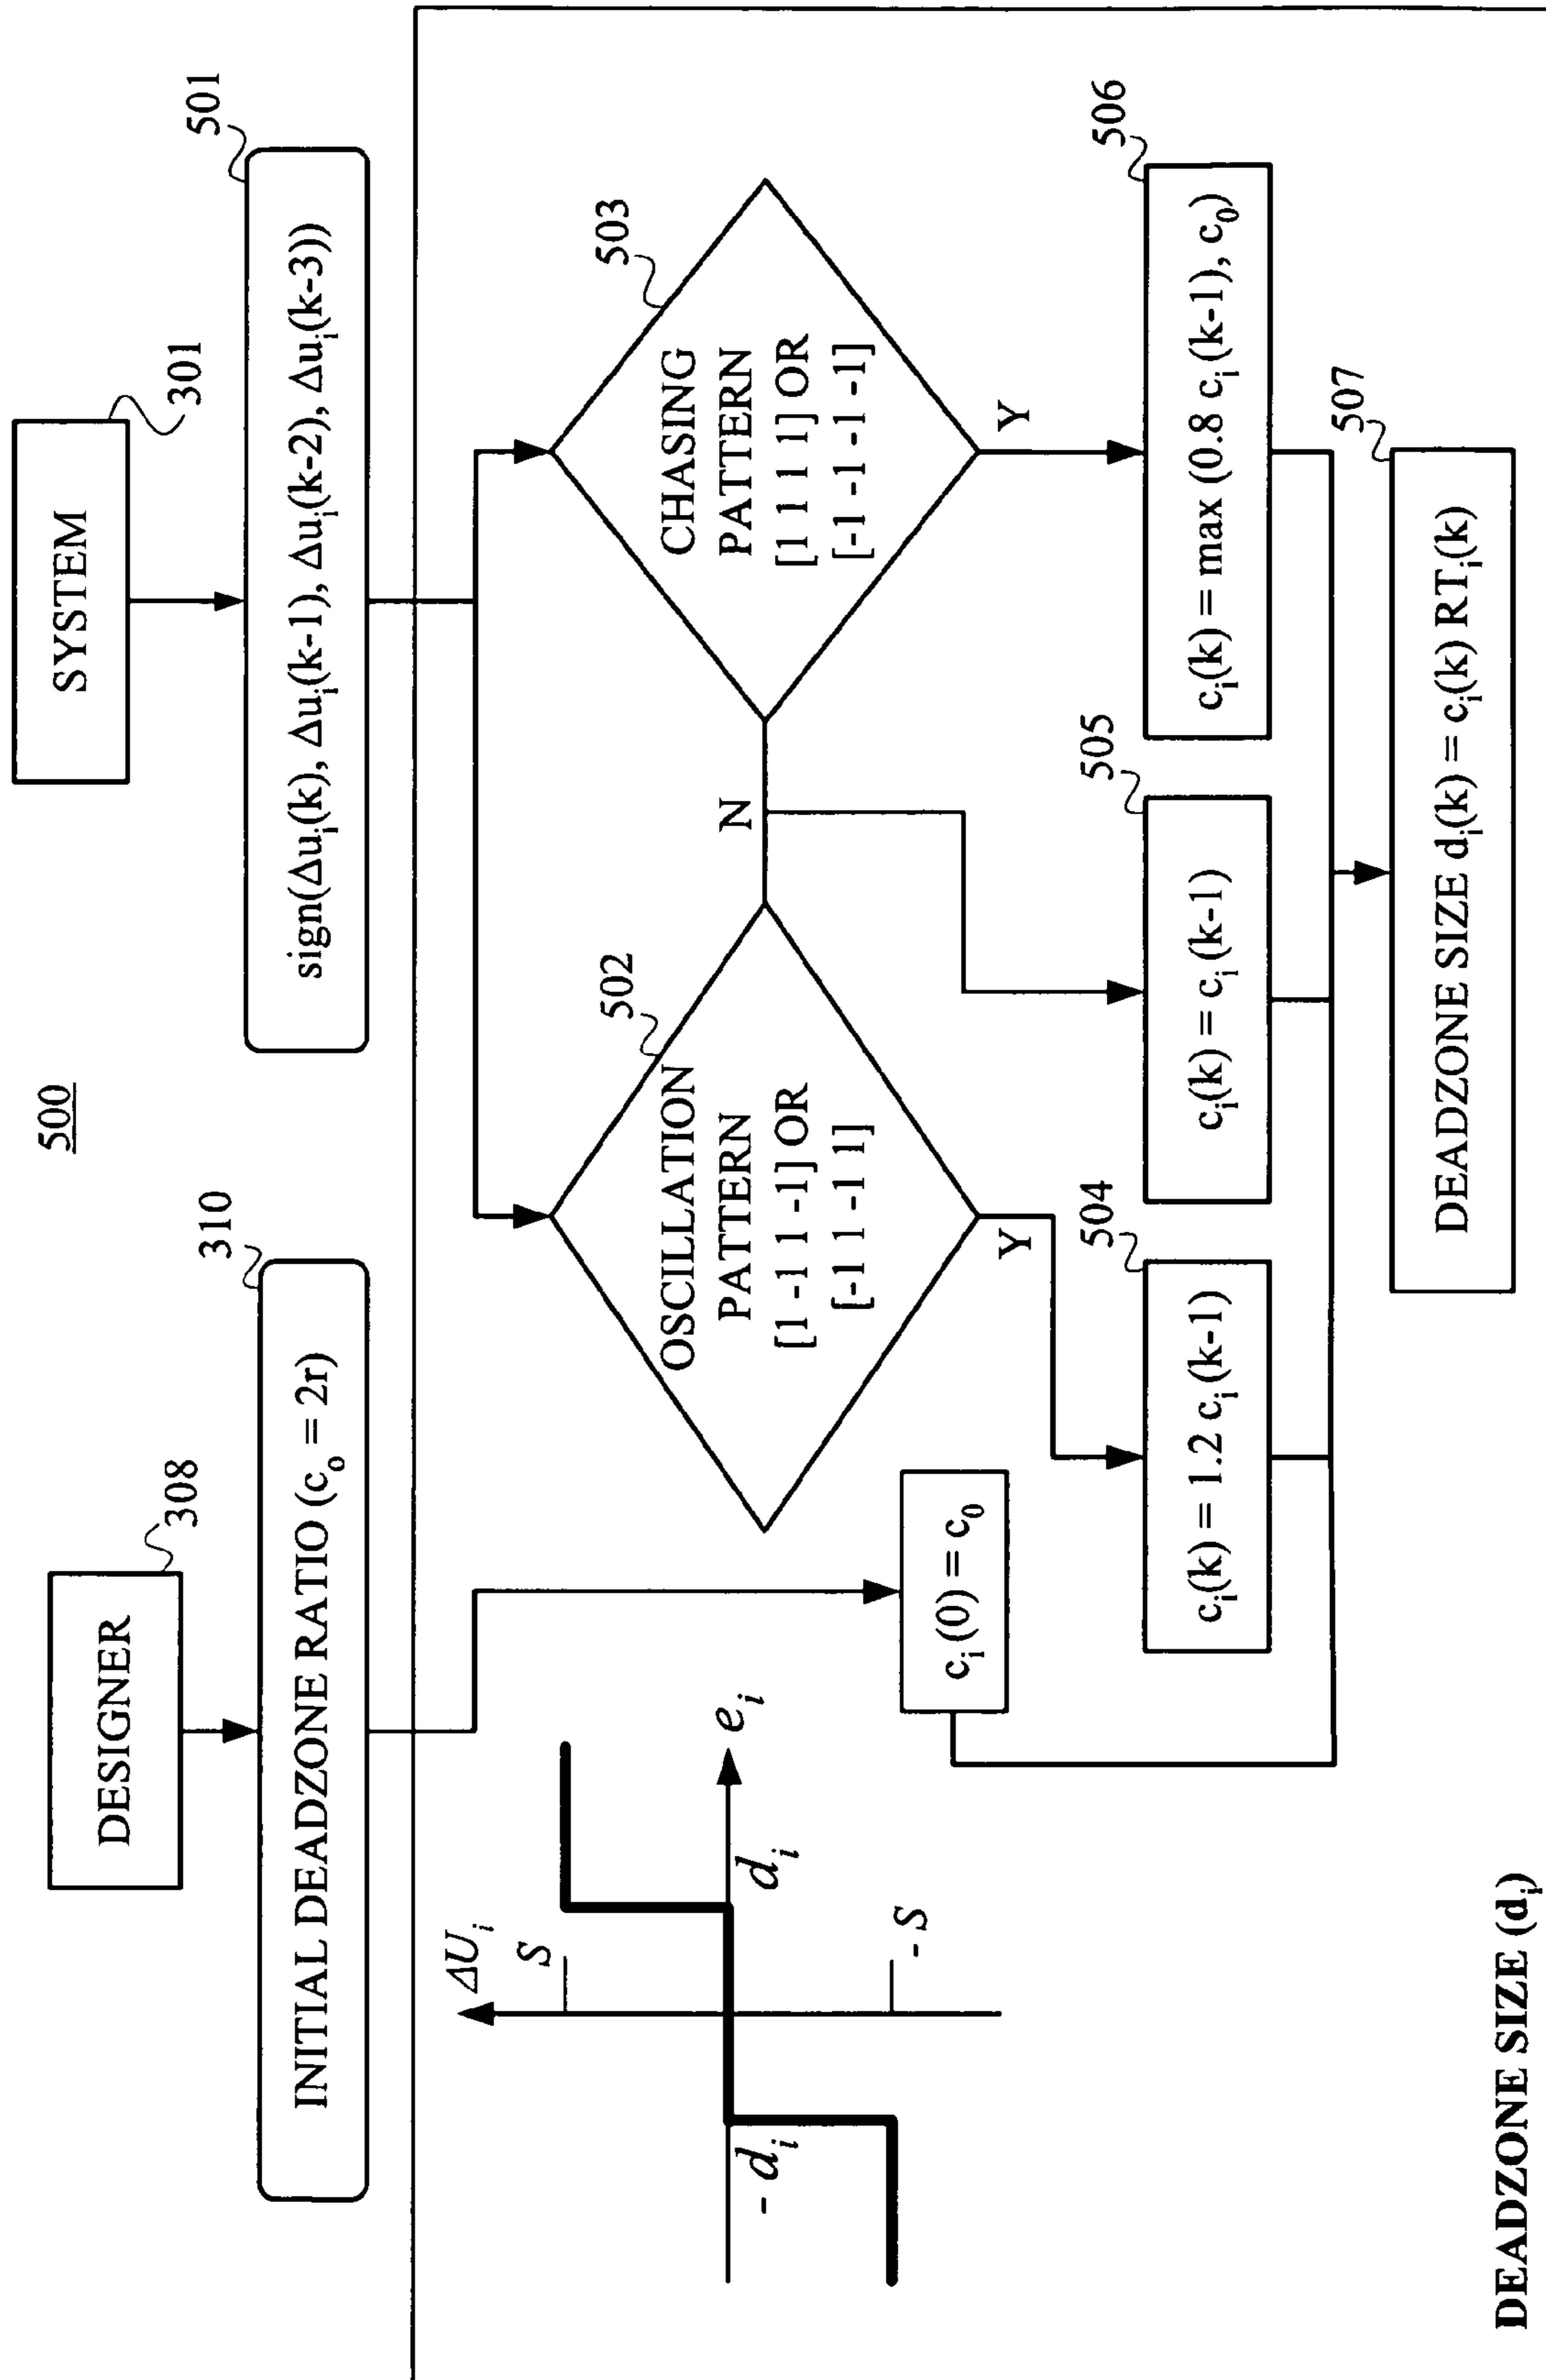 500
DESIGNER
308
SYSTEM
301
INITIAL DEADZONE RATIO (c₀ = 2r)
310
sign(Δuᵢ(k), Δuᵢ(k-1), Δuᵢ(k-2), Δuᵢ(k-3))
501
ΔUᵢ
S
- dᵢ
dᵢ
eᵢ
- S
OSCILLATION
PATTERN
[1 -1 1 -1] OR
[-1 1 -1 1]
502
N
CHASING
PATTERN
[1 1 1 1] OR
[-1 -1 -1 -1]
503
Y
Y
cᵢ(0) = c₀
cᵢ(k) = 1.2 cᵢ(k-1)
504
cᵢ(k) = cᵢ(k-1)
505
cᵢ(k) = max (0.8 cᵢ(k-1), c₀)
506
DEADZONE SIZE dᵢ(k) = cᵢ(k) RTᵢ(k)
507
DEADZONE SIZE (dᵢ)